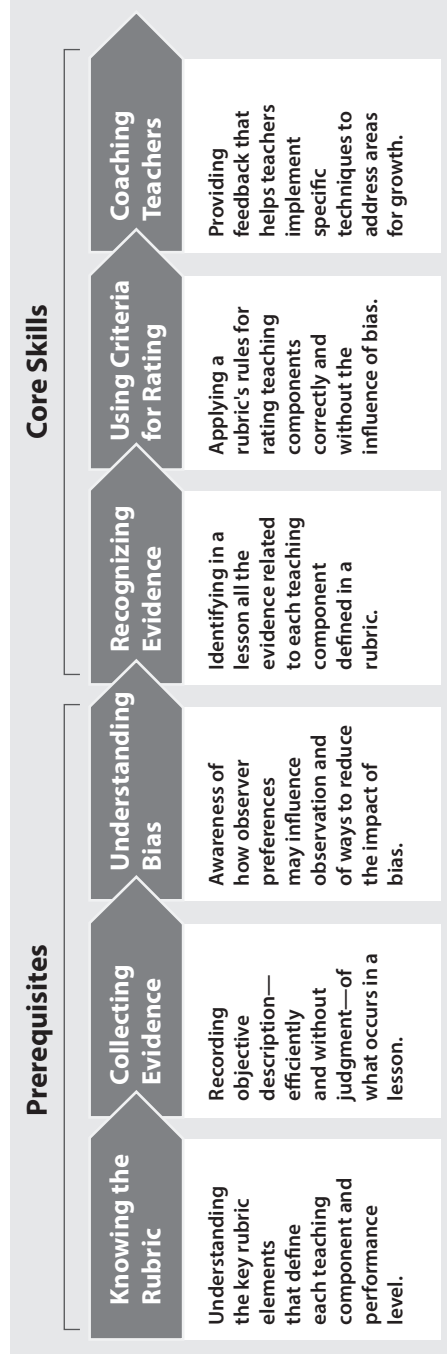 Prerequisites
Core Skills
Knowing the
Rubric
Understanding
the key rubric
elements
that define
each teaching
component and
performance
level.
Collecting
Evidence
Recording
objective
description—
efficiently
and without
judgment—of
what occurs in a
lesson.
Understanding
Bias
Awareness of
how observer
preferences
may influence
observation and
of ways to reduce
the impact of
bias.
Recognizing
Evidence
Identifying in a
lesson all the
evidence related
to each teaching
component
defined in a
rubric.
Using Criteria
for Rating
Applying a
rubric's rules for
rating teaching
components
correctly and
without the
influence of bias.
Coaching
Teachers
Providing
feedback that
helps teachers
implement
specific
techniques to
address areas
for growth.